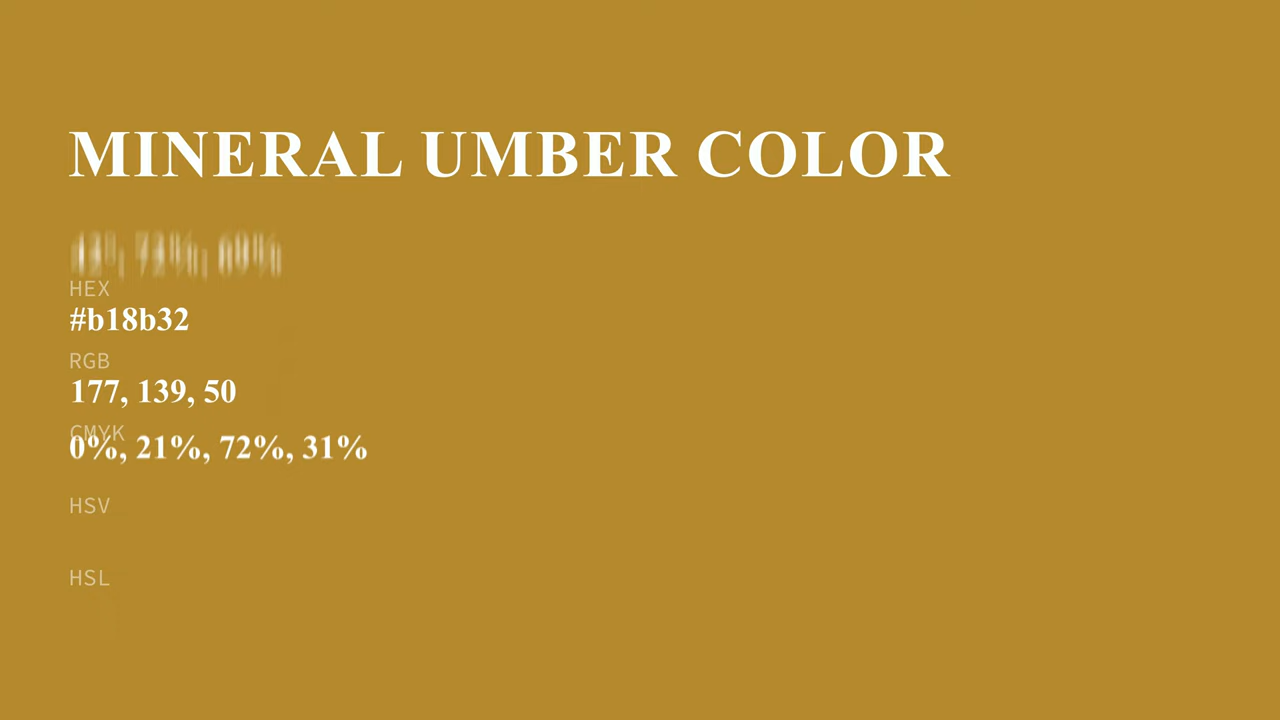 MINERAL UMBER COLOR
HEX
#b18b32
RGB
177, 139, 50
CMYK
0%, 21%, 72%, 31%
HSV
HSL